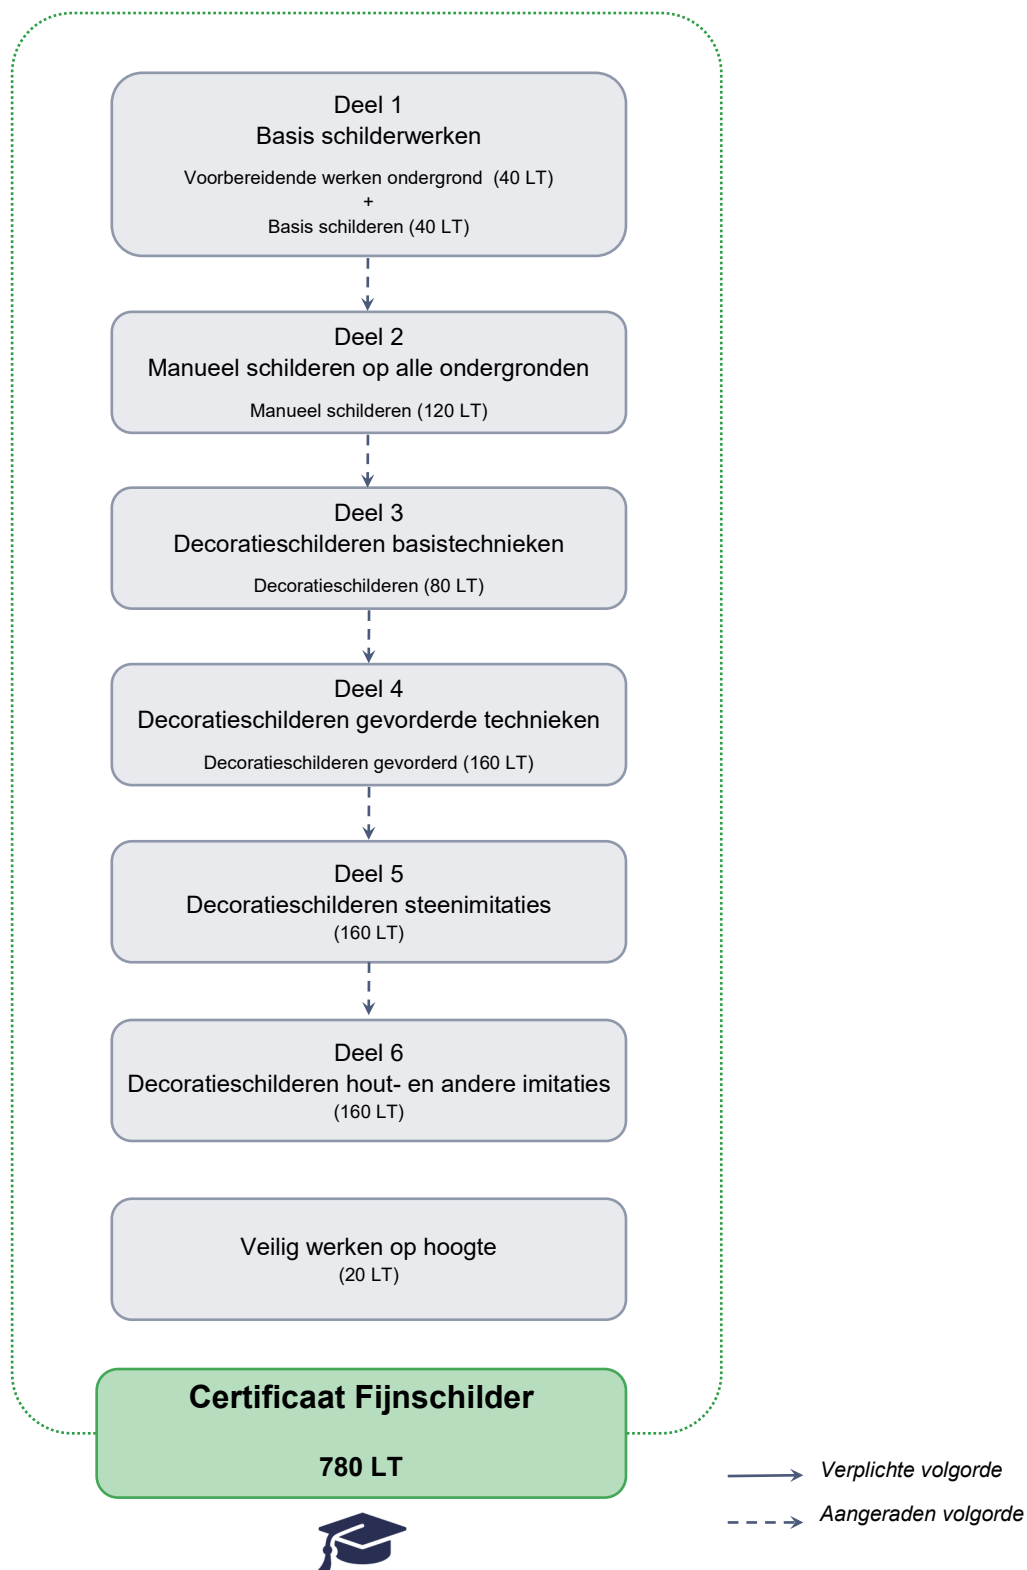 Deel 1
Basis schilderwerken
Voorbereidende werken ondergrond (40 LT)
+
Basis schilderen (40 LT)
Deel 2
Manueel schilderen op alle ondergronden
Manueel schilderen (120 LT)
Deel 3
Decoratieschilderen basistechnieken
Decoratieschilderen (80 LT)
Deel 4
Decoratieschilderen gevorderde technieken
Decoratieschilderen gevorderd (160 LT)
Deel 5
Decoratieschilderen steenimitaties
(160 LT)
Deel 6
Decoratieschilderen hout- en andere imitaties
(160 LT)
Veilig werken op hoogte
(20 LT)
Certificaat Fijnschilder
780 LT
Verplichte volgorde
Aangeraden volgorde